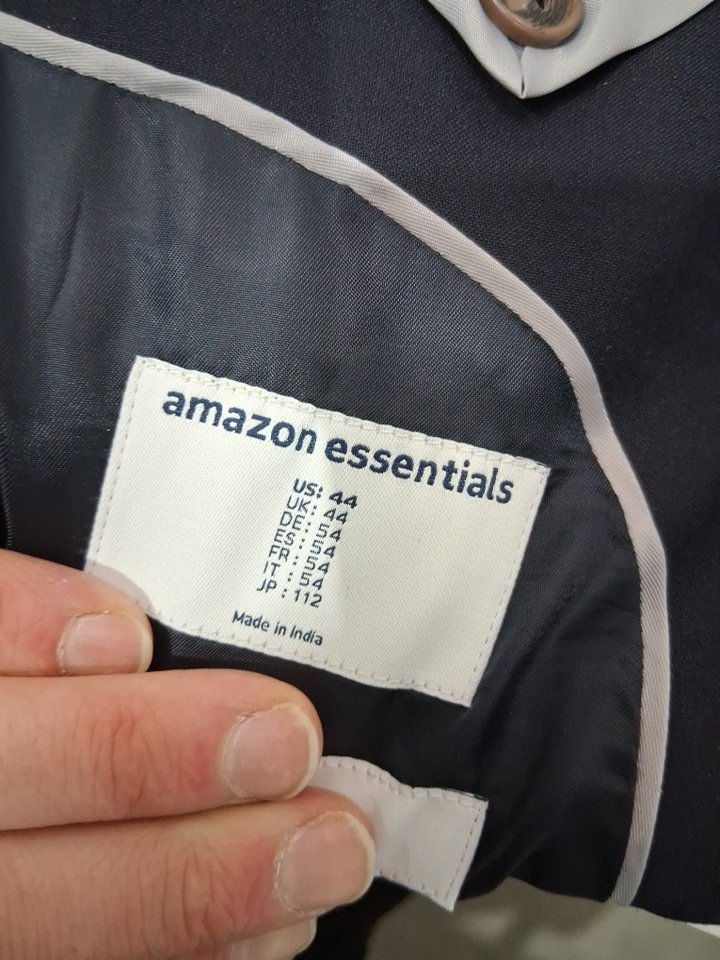 amazon essentials
US: 44
UK: 44
DE: 54
ES: 54
FR: 54
IT : 54
JP : 112
Made in India